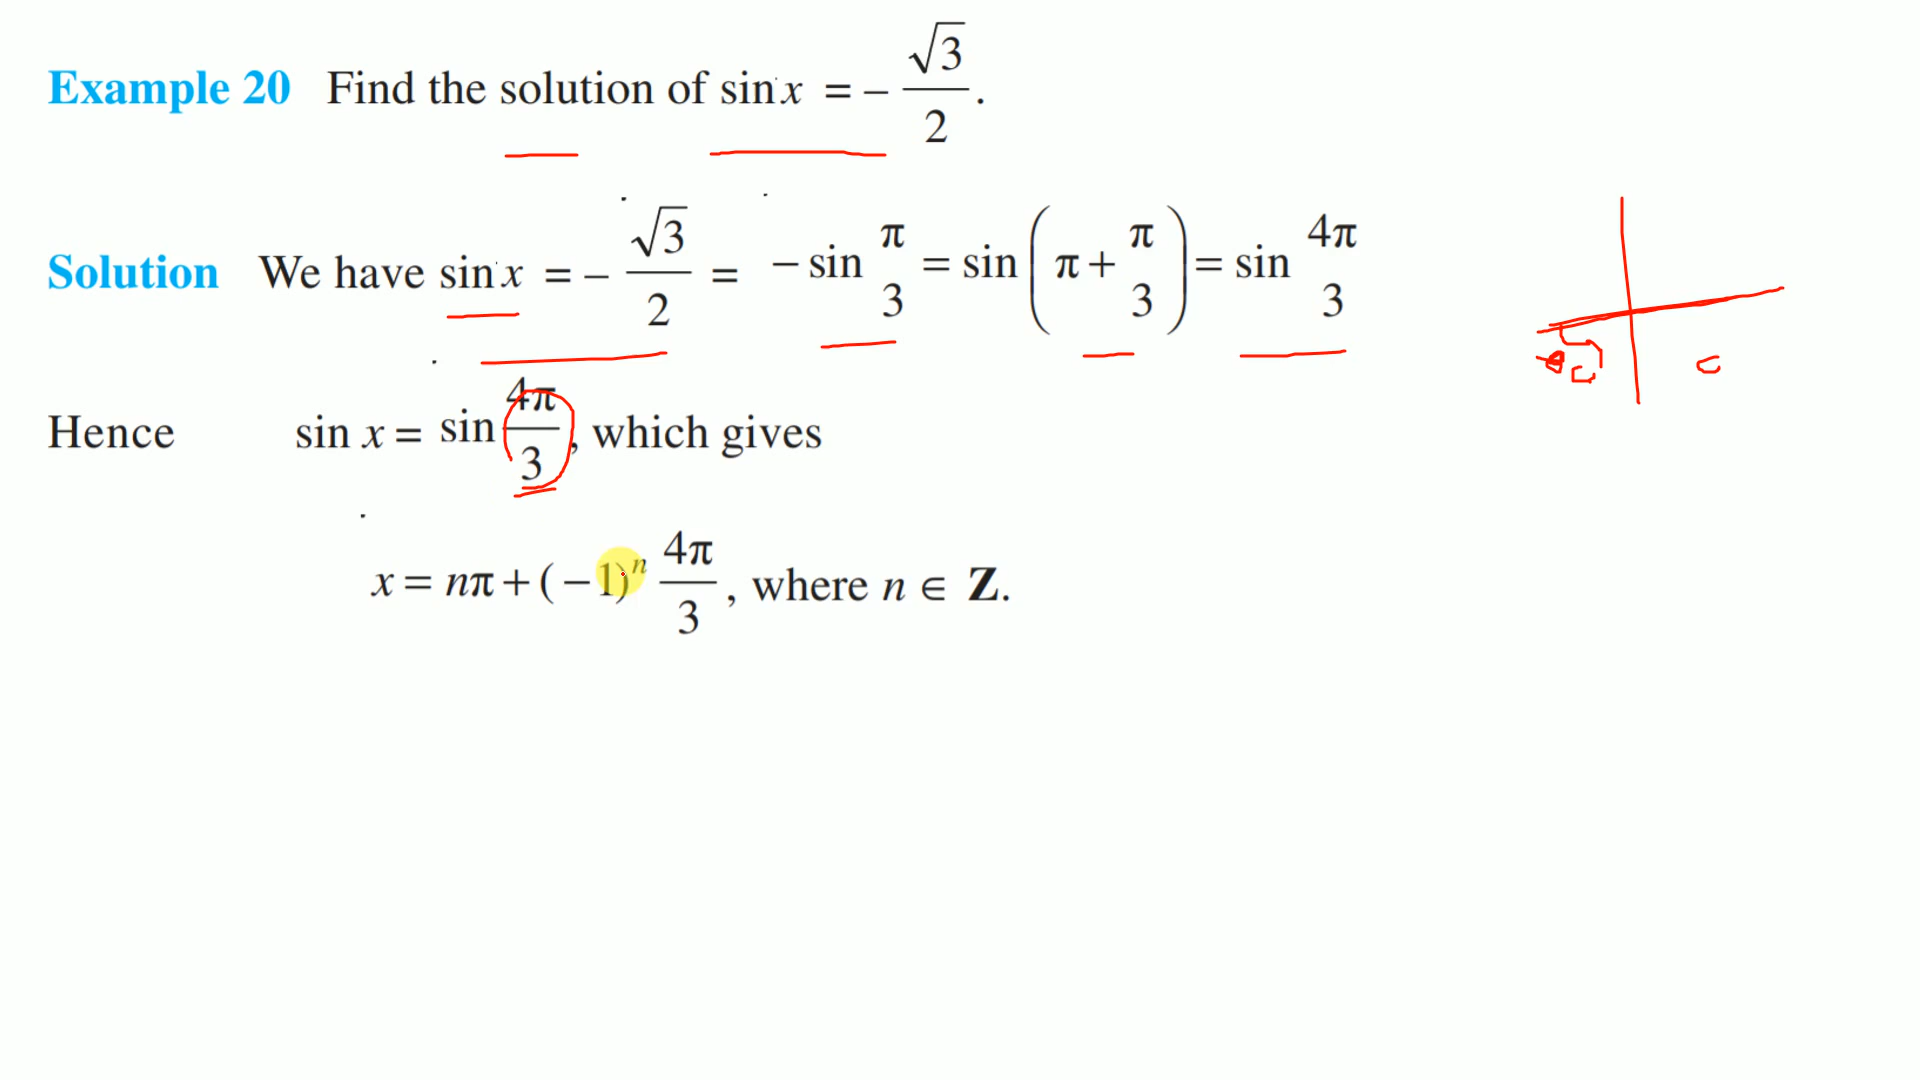 Example 20 Find the solution of sin x = – √3/2.
Solution We have sin x = – √3/2 = – sin π/3 = sin(π + π/3) = sin 4π/3
Hence sin x = sin 4π/3, which gives
x = nπ + (–1)ⁿ 4π/3, where n ∈ Z.